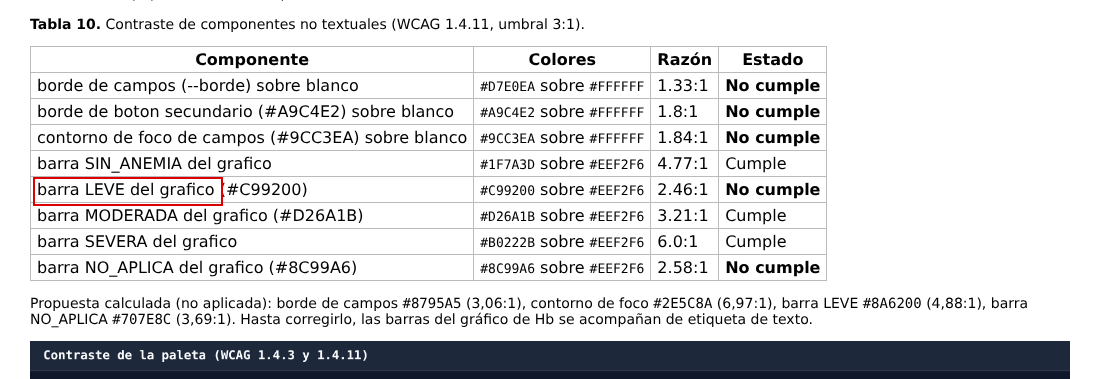 Tabla 10. Contraste de componentes no textuales (WCAG 1.4.11, umbral 3:1).
Componente Colores Razón Estado
borde de campos (--borde) sobre blanco #D7E0EA sobre #FFFFFF 1.33:1 No cumple
borde de boton secundario (#A9C4E2) sobre blanco #A9C4E2 sobre #FFFFFF 1.8:1 No cumple
contorno de foco de campos (#9CC3EA) sobre blanco #9CC3EA sobre #FFFFFF 1.84:1 No cumple
barra SIN_ANEMIA del grafico #1F7A3D sobre #EEF2F6 4.77:1 Cumple
barra LEVE del grafico (#C99200) #C99200 sobre #EEF2F6 2.46:1 No cumple
barra MODERADA del grafico (#D26A1B) #D26A1B sobre #EEF2F6 3.21:1 Cumple
barra SEVERA del grafico #B0222B sobre #EEF2F6 6.0:1 Cumple
barra NO_APLICA del grafico (#8C99A6) #8C99A6 sobre #EEF2F6 2.58:1 No cumple
Propuesta calculada (no aplicada): borde de campos #8795A5 (3,06:1), contorno de foco #2E5C8A (6,97:1), barra LEVE #8A6200 (4,88:1), barra
NO_APLICA #707E8C (3,69:1). Hasta corregirlo, las barras del gráfico de Hb se acompañan de etiqueta de texto.
Contraste de la paleta (WCAG 1.4.3 y 1.4.11)